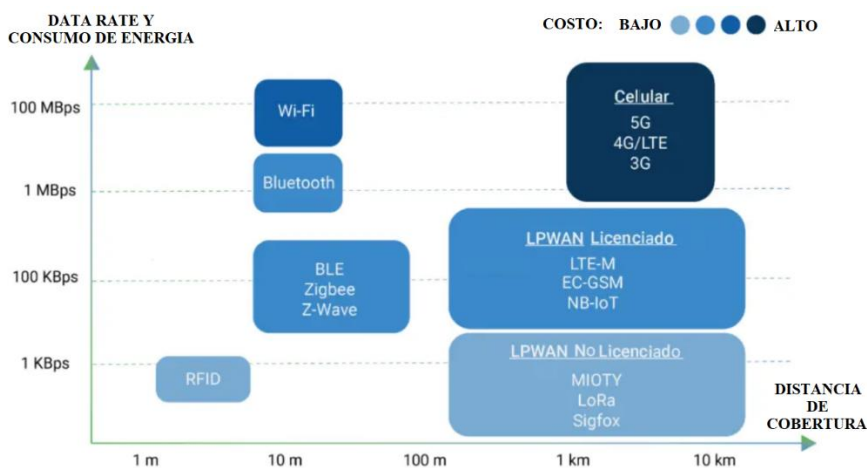 DATA RATE Y
CONSUMO DE ENERGIA
COSTO: BAJO ALTO
100 MBps
1 MBps
100 KBps
1 KBps
Wi-Fi
Bluetooth
BLE
Zigbee
Z-Wave
RFID
Celular
5G
4G/LTE
3G
LPWAN Licenciado
LTE-M
EC-GSM
NB-IoT
LPWAN No Licenciado
MIOTY
LoRa
Sigfox
DISTANCIA
DE
COBERTURA
1 m
10 m
100 m
1 km
10 km